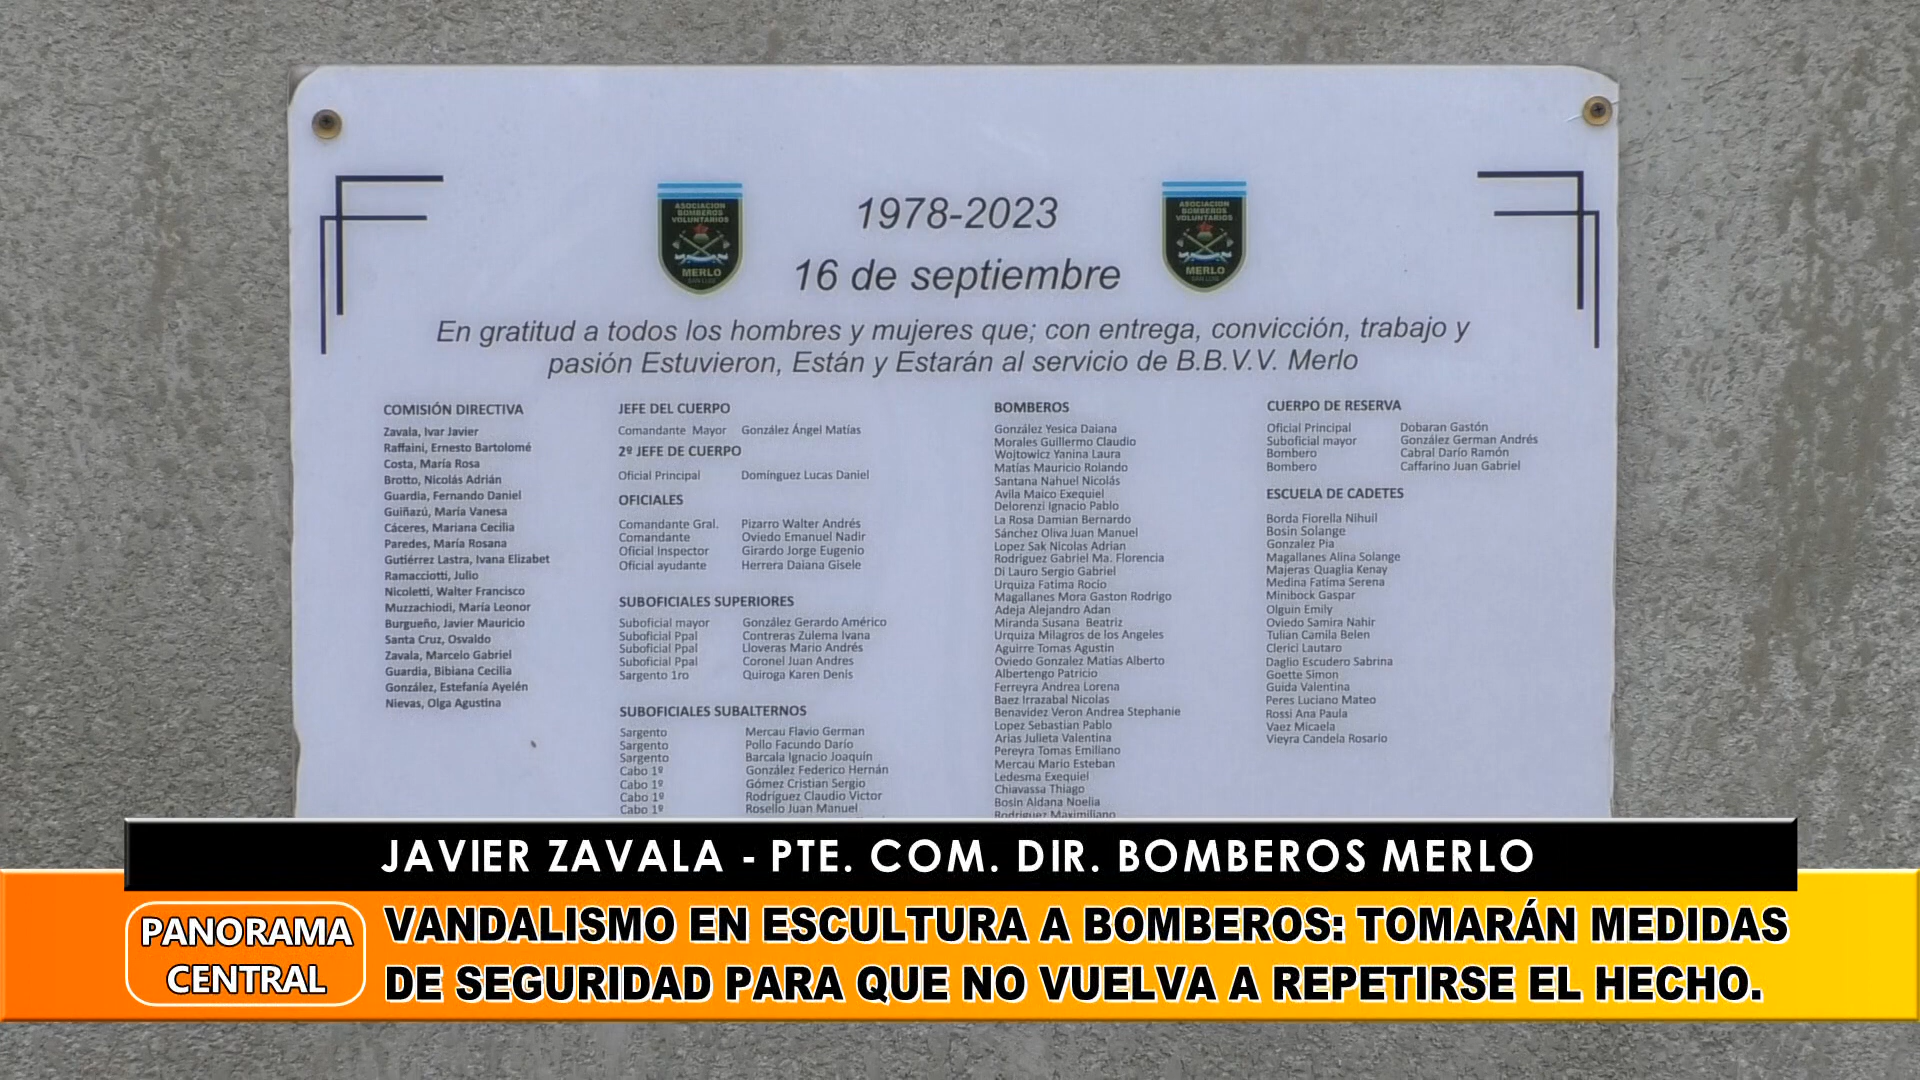 ASOCIACION
BOMBEROS
VOLUNTARIOS
MERLO
SAN LUIS
1978-2023
16 de septiembre
ASOCIACION
BOMBEROS
VOLUNTARIOS
MERLO
SAN LUIS
En gratitud a todos los hombres y mujeres que; con entrega, convicción, trabajo y
pasión Estuvieron, Están y Estarán al servicio de B.B.V.V. Merlo
COMISIÓN DIRECTIVA
Zavala, Ivar Javier
Raffaini, Ernesto Bartolomé
Costa, María Rosa
Brotto, Nicolás Adrián
Guardia, Fernando Daniel
Guiñazú, María Vanesa
Cáceres, Mariana Cecilia
Paredes, María Rosana
Gutiérrez Lastra, Ivana Elizabet
Ramacciotti, Julio
Nicoletti, Walter Francisco
Muzzachiodi, María Leonor
Burgueño, Javier Mauricio
Santa Cruz, Osvaldo
Zavala, Marcelo Gabriel
Guardia, Bibiana Cecilia
González, Estefanía Ayelén
Nievas, Olga Agustina
JEFE DEL CUERPO
Comandante Mayor González Ángel Matías
2º JEFE DE CUERPO
Oficial Principal Domínguez Lucas Daniel
OFICIALES
Comandante Gral. Pizarro Walter Andrés
Comandante Oviedo Emanuel Nadir
Oficial Inspector Girardo Jorge Eugenio
Oficial ayudante Herrera Daiana Gisele
SUBOFICIALES SUPERIORES
Suboficial mayor González Gerardo Américo
Suboficial Ppal Contreras Zulema Ivana
Suboficial Ppal Lloveras Mario Andrés
Suboficial Ppal Coronel Juan Andres
Sargento 1ro Quiroga Karen Denis
SUBOFICIALES SUBALTERNOS
Sargento Mercau Flavio German
Sargento Pollo Facundo Darío
Sargento Barcala Ignacio Joaquín
Cabo 1º González Federico Hernán
Cabo 1º Gómez Cristian Sergio
Cabo 1º Rodríguez Claudio Victor
Cabo 1º Rosello Juan Manuel
BOMBEROS
González Yesica Daiana
Morales Guillermo Claudio
Wojtowicz Yanina Laura
Matías Mauricio Rolando
Santana Nahuel Nicolás
Avila Maico Exequiel
Delorenzi Ignacio Pablo
La Rosa Damian Bernardo
Sánchez Oliva Juan Manuel
Lopez Sak Nicolas Adrian
Rodriguez Gabriel Ma. Florencia
Di Lauro Sergio Gabriel
Urquiza Fatima Rocio
Magallanes Mora Gaston Rodrigo
Adeja Alejandro Adan
Miranda Susana Beatriz
Urquiza Milagros de los Angeles
Aguirre Tomas Agustin
Oviedo Gonzalez Matías Alberto
Albertengo Patricio
Ferreyra Andrea Lorena
Baez Irrazabal Nicolas
Benavidez Veron Andrea Stephanie
Lopez Sebastian Pablo
Arias Julieta Valentina
Pereyra Tomas Emiliano
Mercau Mario Esteban
Ledesma Exequiel
Chiavassa Thiago
Bosin Aldana Noelia
Rodriguez Maximiliano
CUERPO DE RESERVA
Oficial Principal Dobaran Gastón
Suboficial mayor González German Andrés
Bombero Cabral Darío Ramón
Bombero Caffarino Juan Gabriel
ESCUELA DE CADETES
Borda Fiorella Nihuil
Bosin Solange
Gonzalez Pia
Magallanes Alina Solange
Majeras Quaglia Kenay
Medina Fatima Serena
Minibock Gaspar
Olguin Emily
Oviedo Samira Nahir
Tulian Camila Belen
Clerici Lautaro
Daglio Escudero Sabrina
Goette Simon
Guida Valentina
Peres Luciano Mateo
Rossi Ana Paula
Vaez Micaela
Vieyra Candela Rosario
JAVIER ZAVALA - PTE. COM. DIR. BOMBEROS MERLO
PANORAMA
CENTRAL
VANDALISMO EN ESCULTURA A BOMBEROS: TOMARÁN MEDIDAS
DE SEGURIDAD PARA QUE NO VUELVA A REPETIRSE EL HECHO.